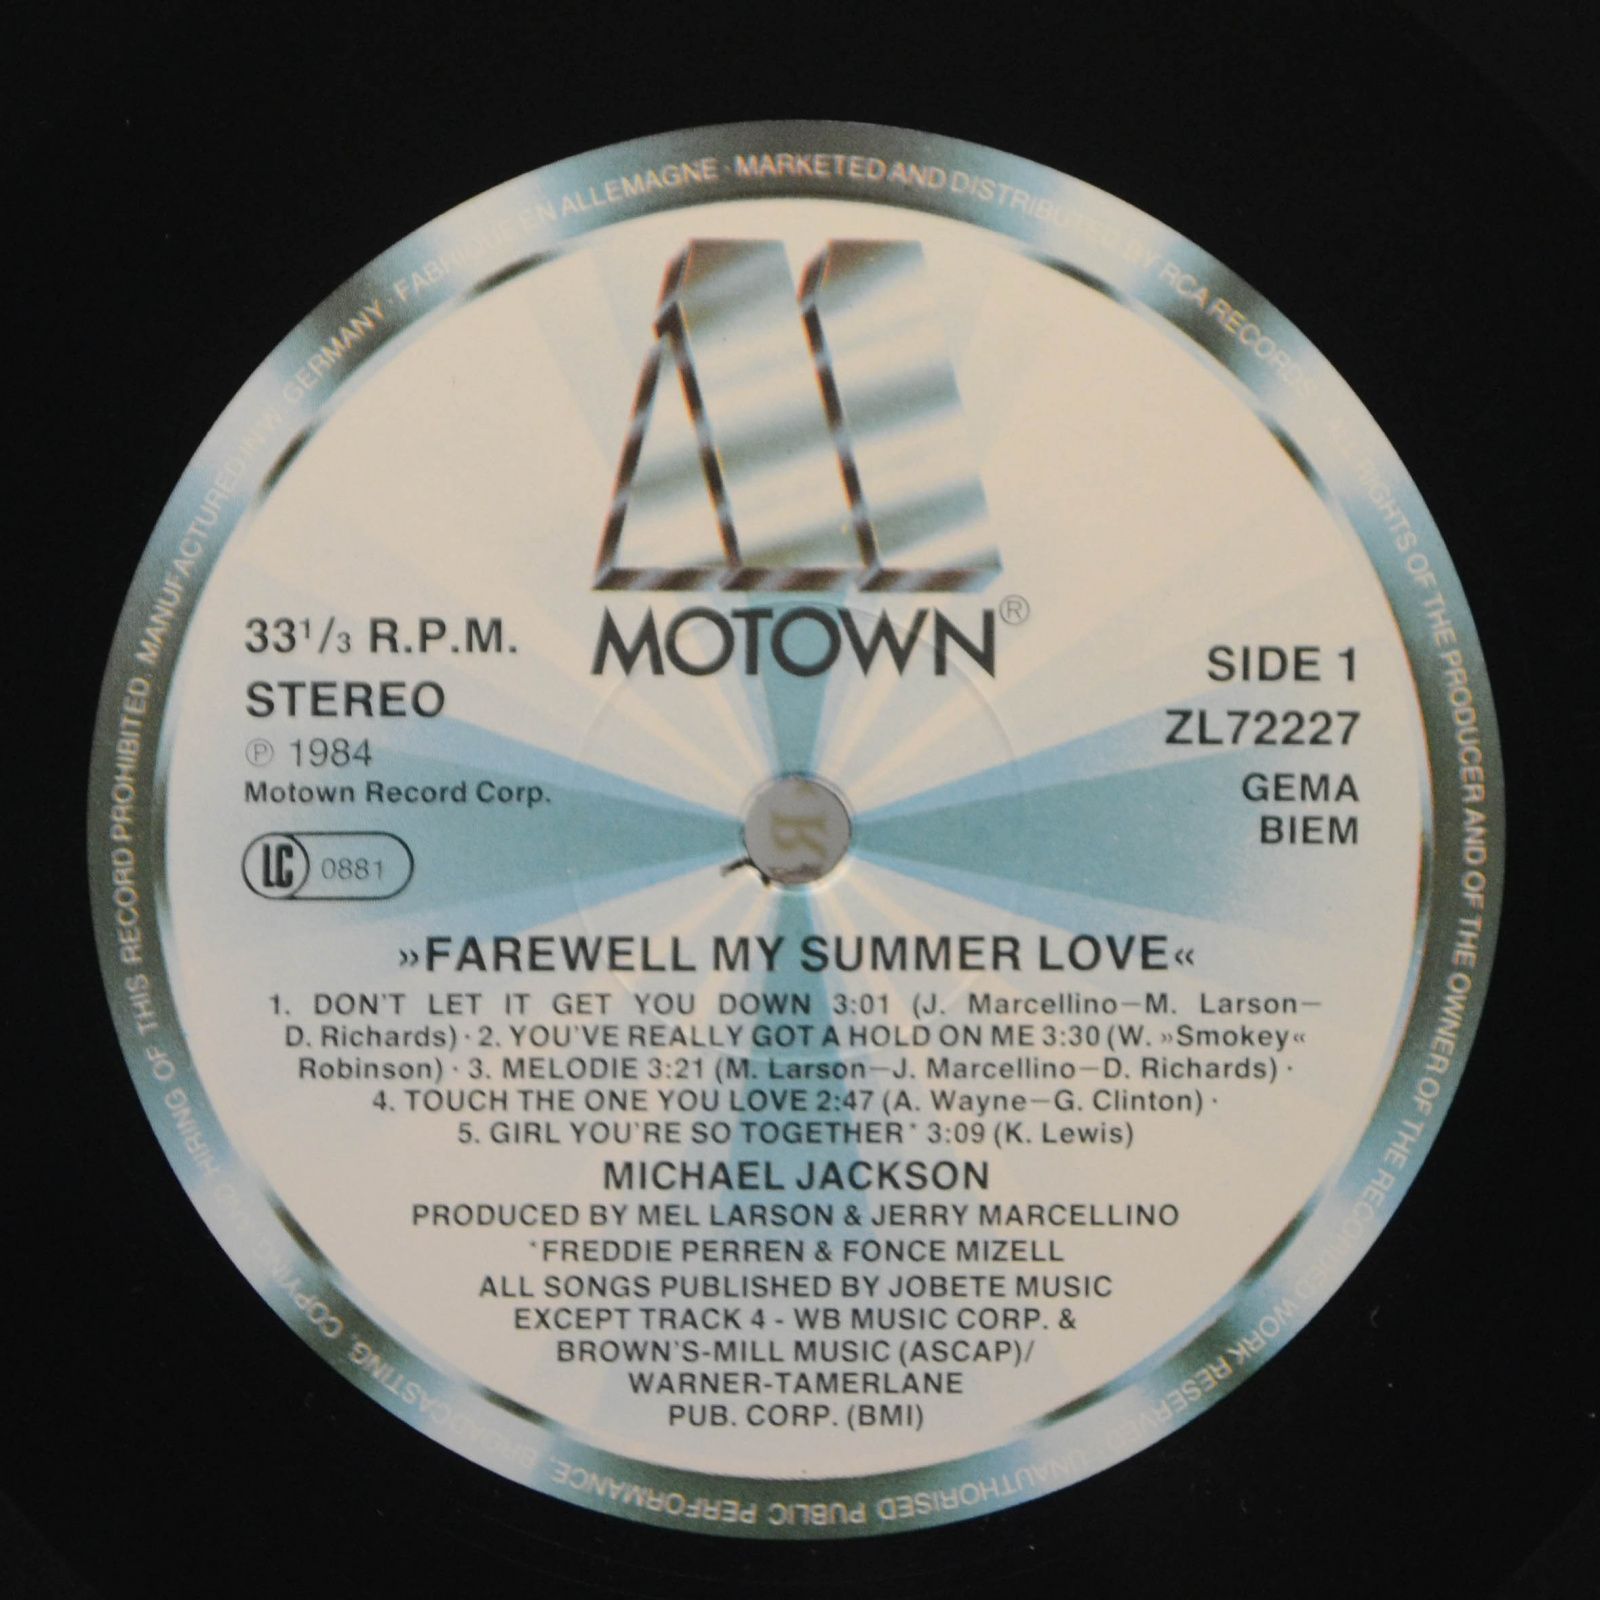 MANUFACTURED IN W. GERMANY · FABRIQUE EN ALLEMAGNE · MARKETED AND DISTRIBUTED BY RCA RECORDS · ALL RIGHTS OF THE PRODUCER AND OF THE OWNER OF THE RECORDED WORK RESERVED. UNAUTHORISED PUBLIC PERFORMANCE, BROADCASTING, COPYING AND HIRING OF THIS RECORD PROHIBITED.
MOTOWN®
33¹/₃ R.P.M.
STEREO
℗ 1984
Motown Record Corp.
LC 0881
SIDE 1
ZL72227
GEMA
BIEM
»FAREWELL MY SUMMER LOVE«
1. DON'T LET IT GET YOU DOWN 3:01 (J. Marcellino—M. Larson—
D. Richards) · 2. YOU'VE REALLY GOT A HOLD ON ME 3:30 (W. »Smokey«
Robinson) · 3. MELODIE 3:21 (M. Larson—J. Marcellino—D. Richards) ·
4. TOUCH THE ONE YOU LOVE 2:47 (A. Wayne—G. Clinton) ·
5. GIRL YOU'RE SO TOGETHER* 3:09 (K. Lewis)
MICHAEL JACKSON
PRODUCED BY MEL LARSON & JERRY MARCELLINO
*FREDDIE PERREN & FONCE MIZELL
ALL SONGS PUBLISHED BY JOBETE MUSIC
EXCEPT TRACK 4 - WB MUSIC CORP. &
BROWN'S-MILL MUSIC (ASCAP)/
WARNER-TAMERLANE
PUB. CORP. (BMI)